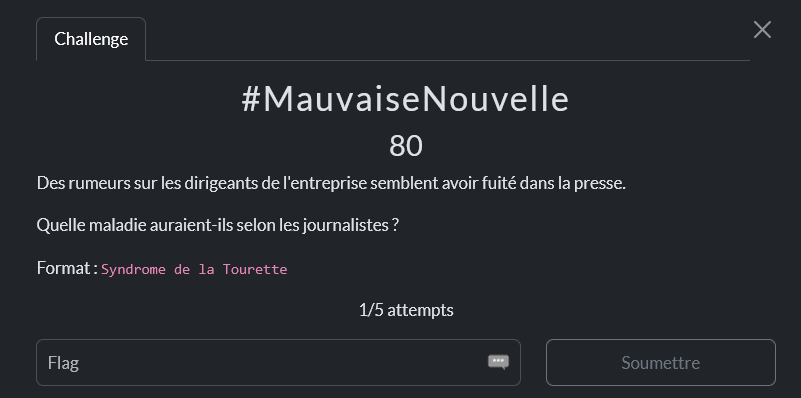 Challenge
#MauvaiseNouvelle
80
Des rumeurs sur les dirigeants de l'entreprise semblent avoir fuité dans la presse.
Quelle maladie auraient-ils selon les journalistes ?
Format : Syndrome de la Tourette
1/5 attempts
Flag
Soumettre